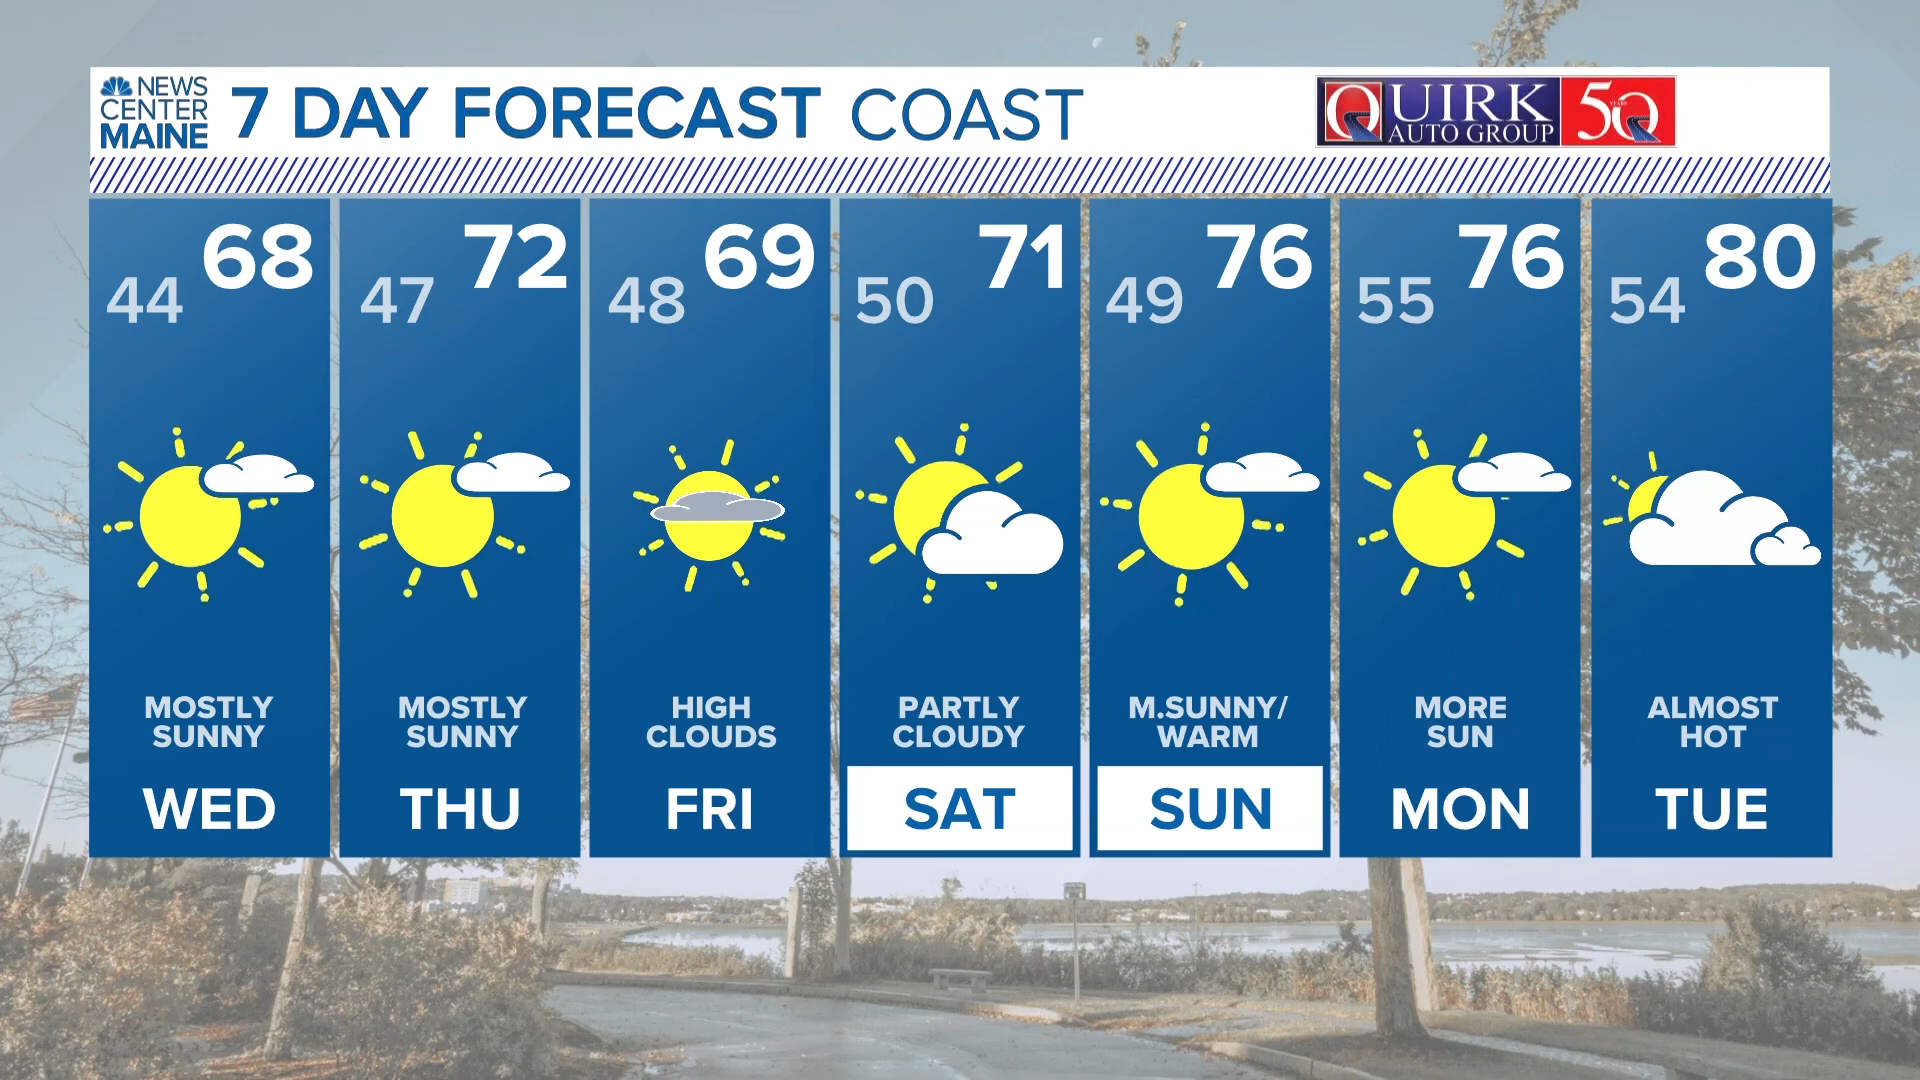 NEWS
CENTER
MAINE
7 DAY FORECAST COAST
QUIRK
AUTO GROUP
50
YEARS
44 68
47 72
48 69
50 71
49 76
55 76
54 80
MOSTLY
SUNNY
MOSTLY
SUNNY
HIGH
CLOUDS
PARTLY
CLOUDY
M.SUNNY/
WARM
MORE
SUN
ALMOST
HOT
WED
THU
FRI
SAT
SUN
MON
TUE